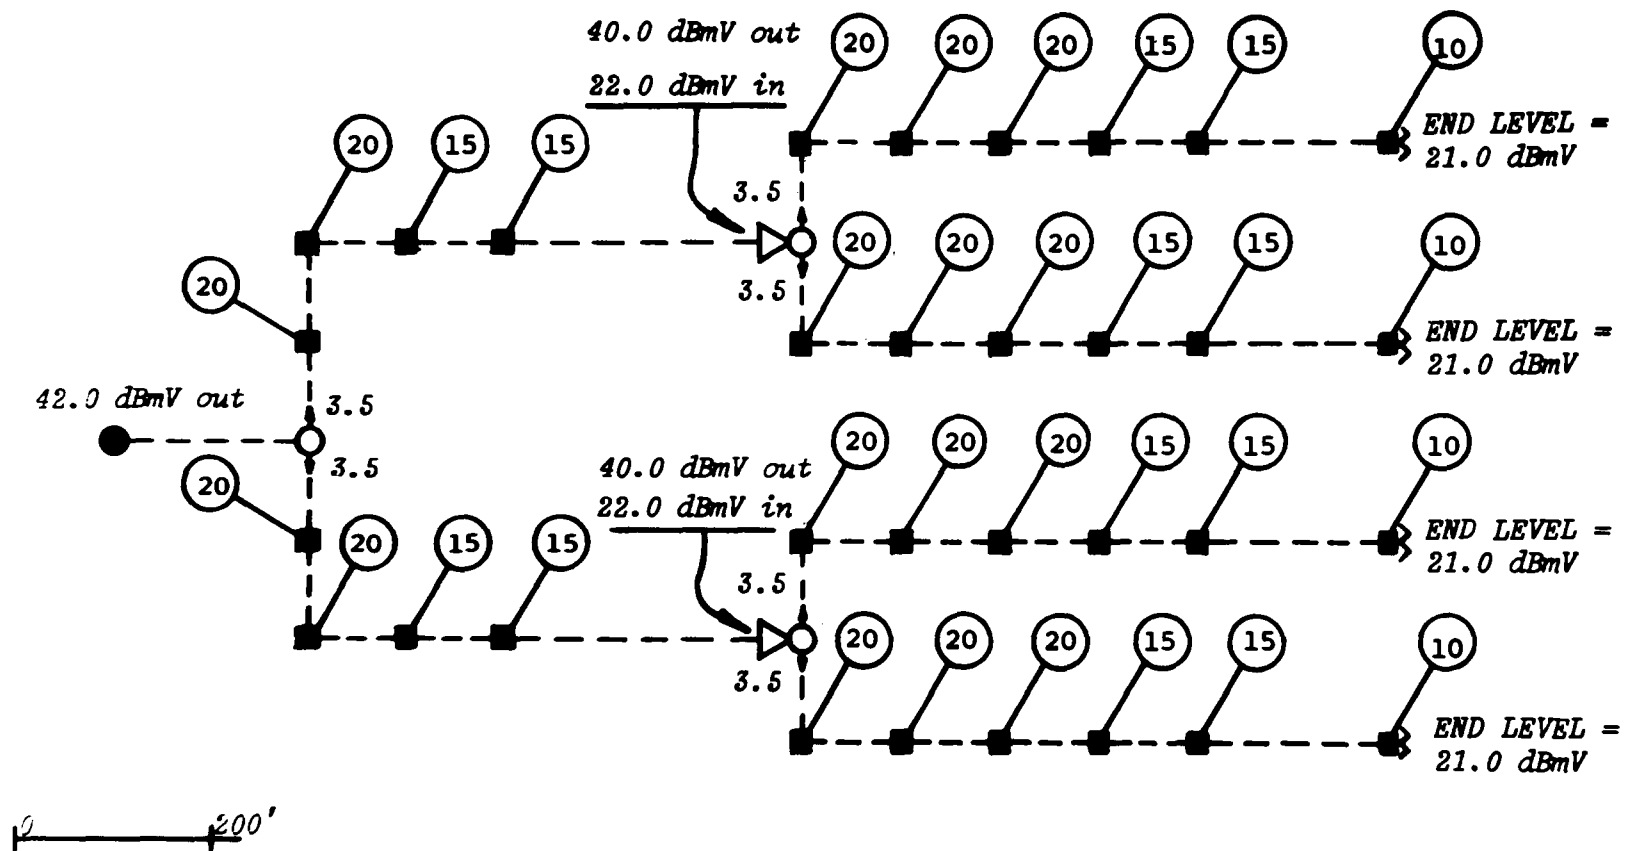 40.0 dBmV out
22.0 dBmV in
20 20 20 15 15 10
END LEVEL =
21.0 dBmV
20 15 15
3.5
3.5
20 20 20 15 15 10
END LEVEL =
21.0 dBmV
20
42.0 dBmV out
3.5
3.5
20
40.0 dBmV out
22.0 dBmV in
20 20 20 15 15 10
END LEVEL =
21.0 dBmV
20 15 15
3.5
3.5
20 20 20 15 15 10
END LEVEL =
21.0 dBmV
0 200'